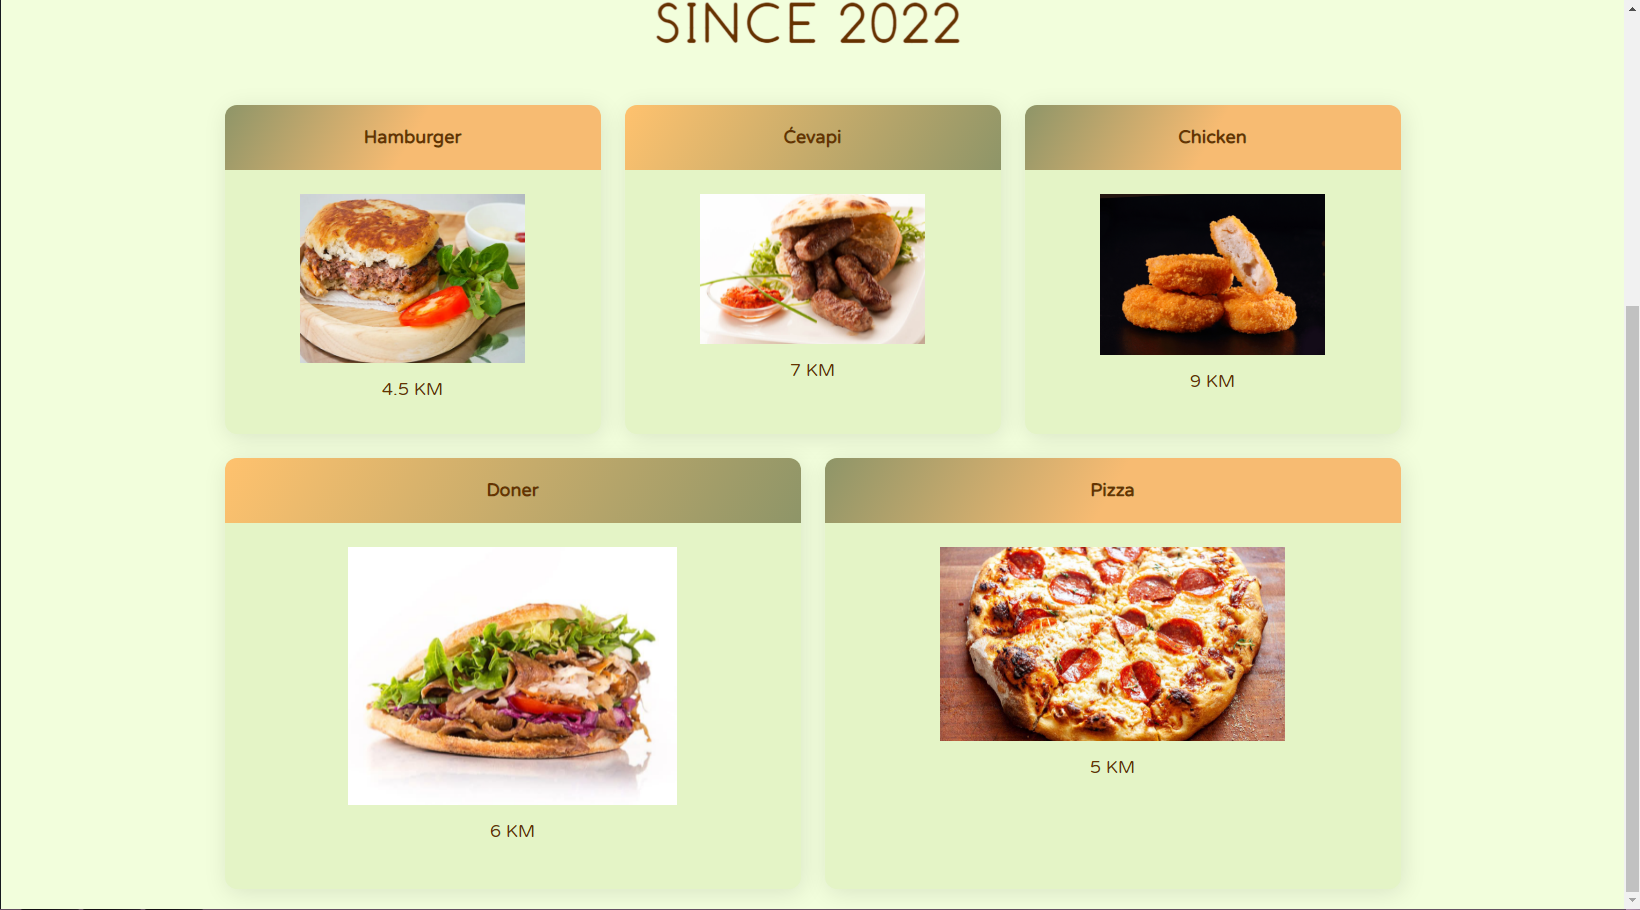 SINCE 2022
Hamburger
Ćevapi
Chicken
4.5 KM
7 KM
9 KM
Doner
Pizza
6 KM
5 KM